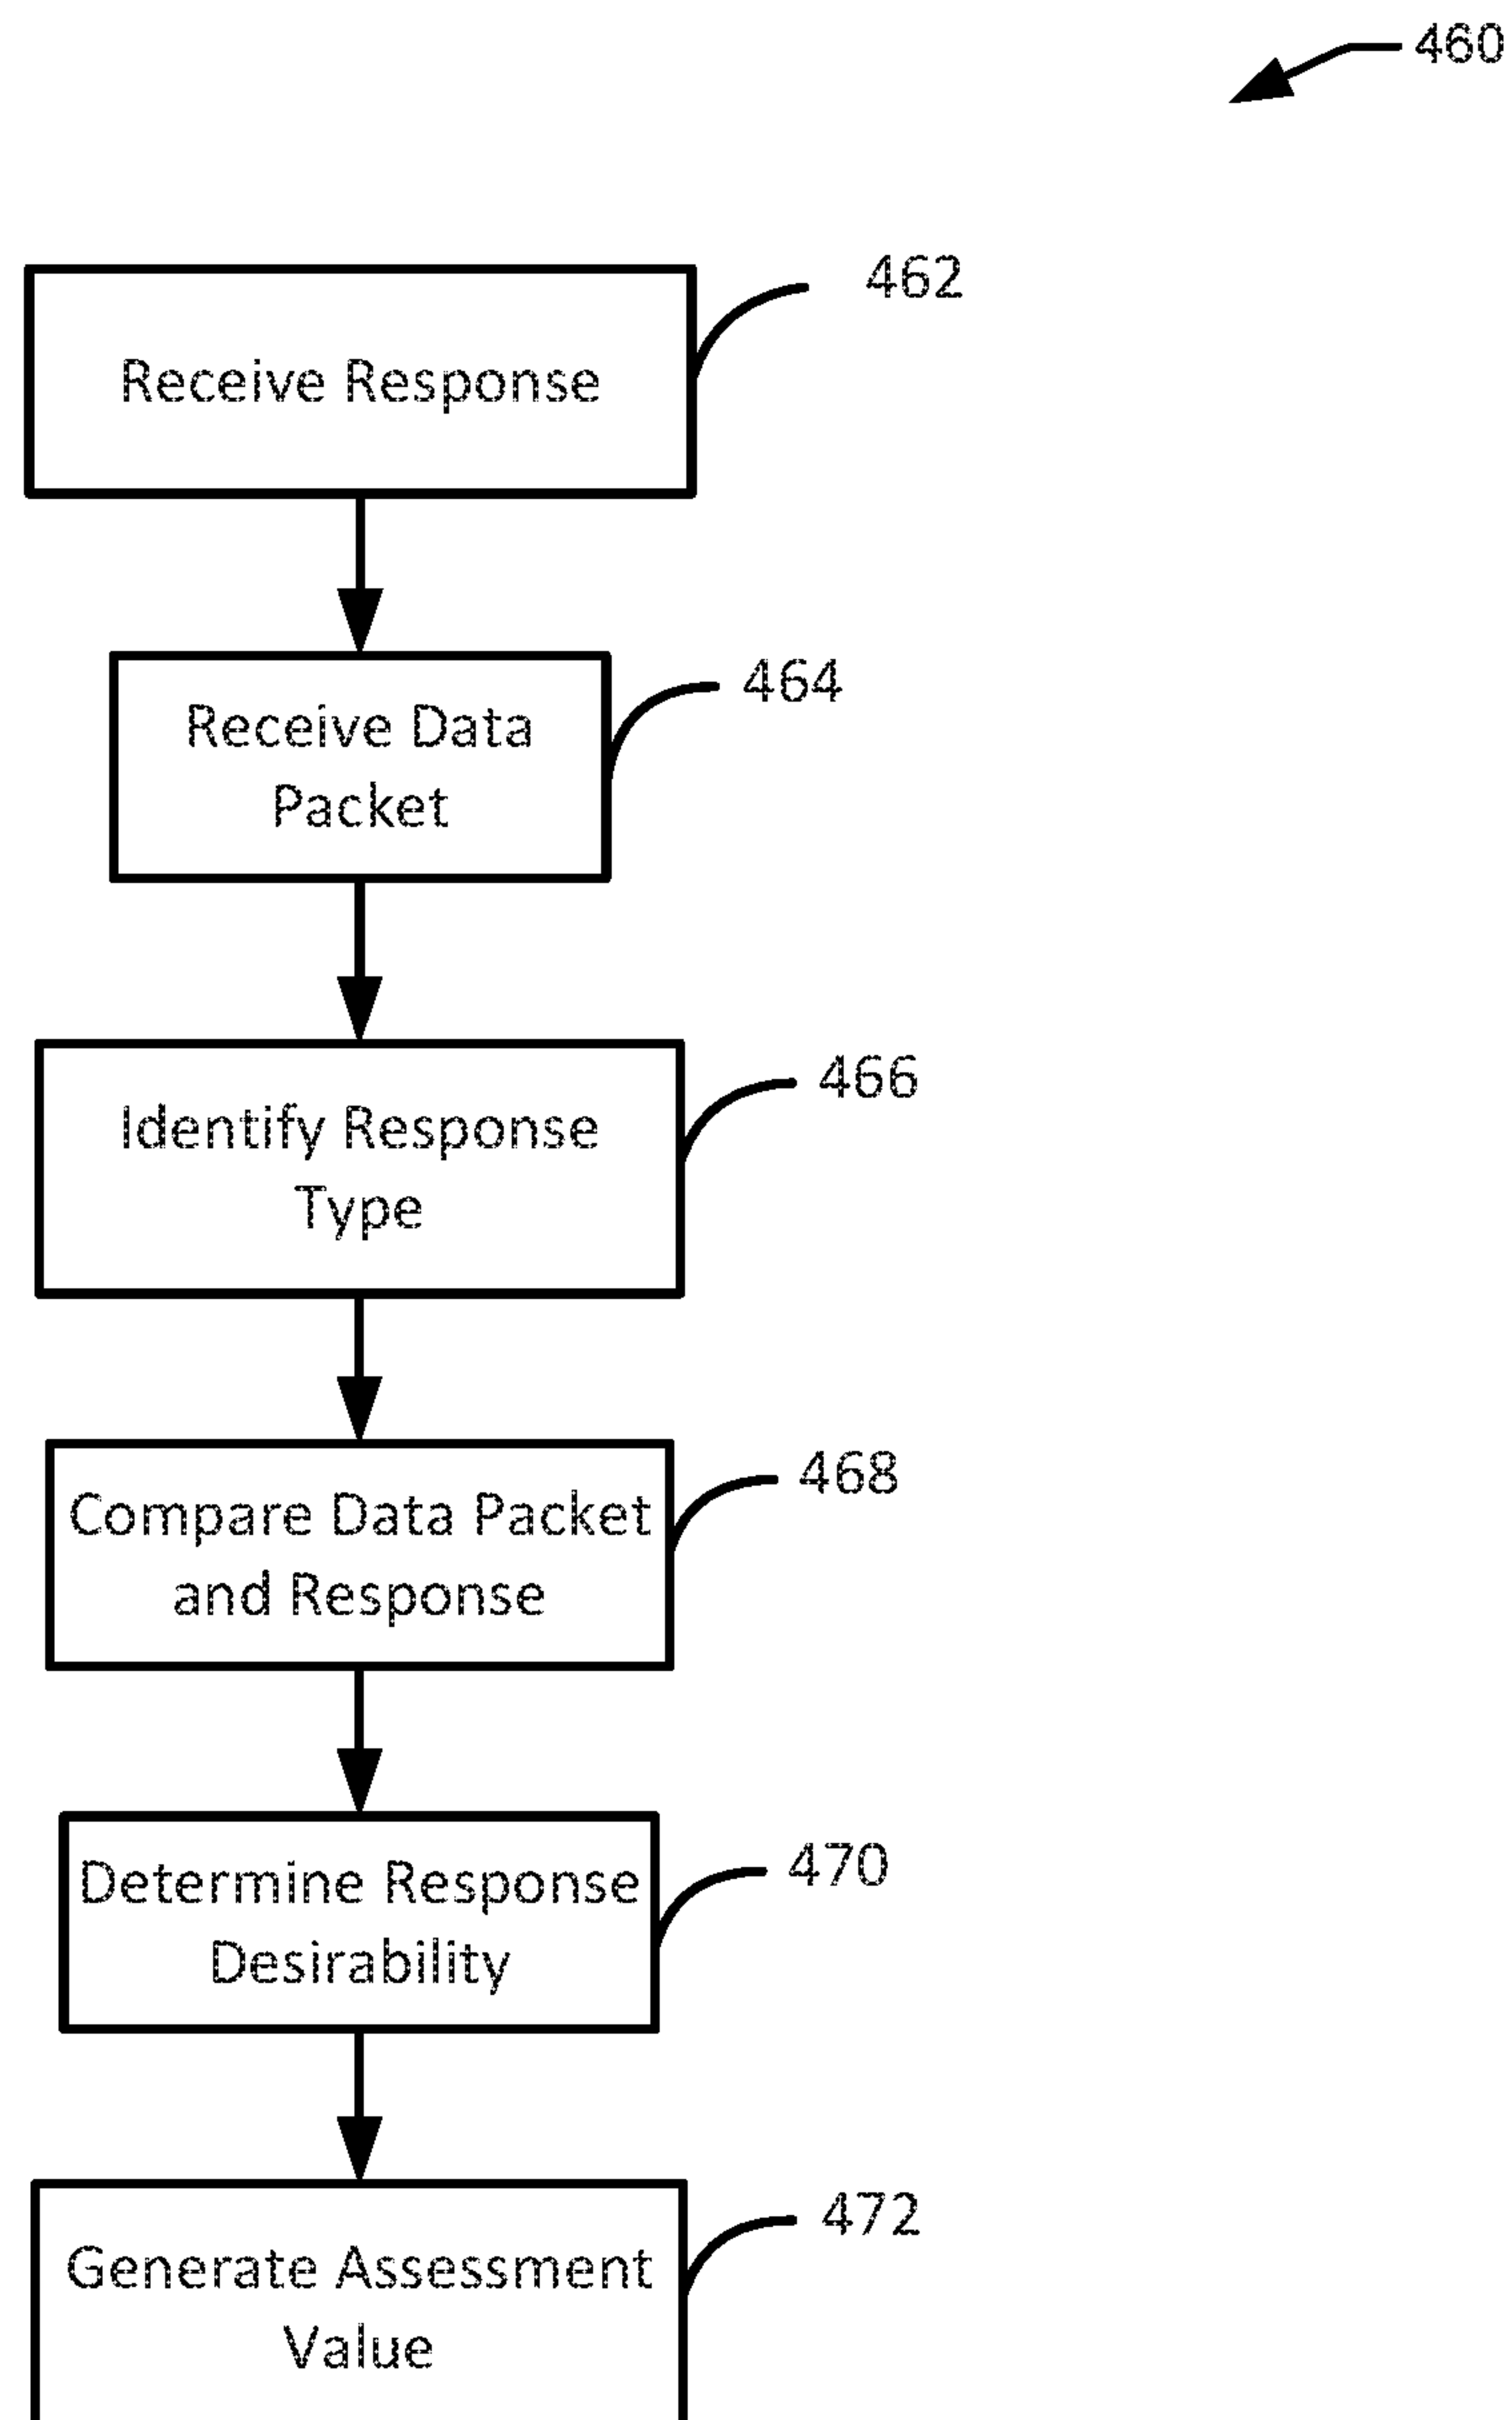 460
462
Receive Response
464
Receive Data
Packet
466
Identify Response
Type
468
Compare Data Packet
and Response
470
Determine Response
Desirability
472
Generate Assessment
Value